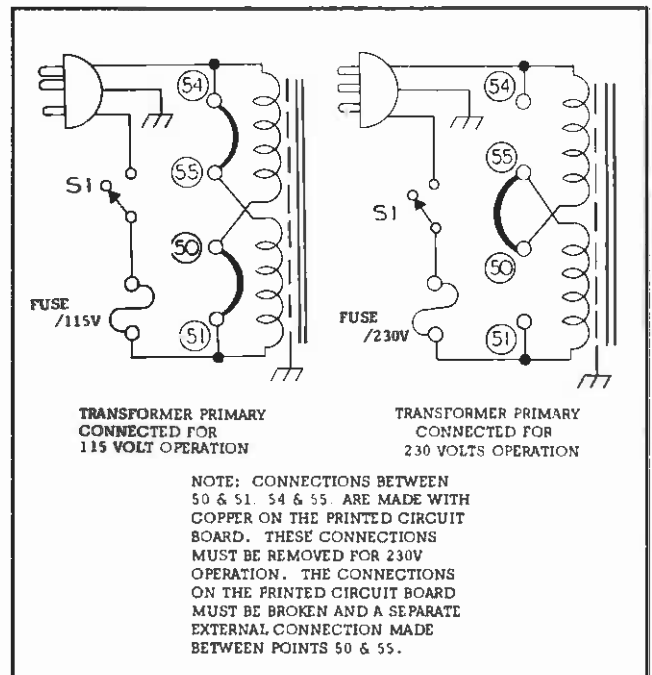 54
55
S1
50
FUSE
/115V
51
TRANSFORMER PRIMARY
CONNECTED FOR
115 VOLT OPERATION
54
55
S1
50
FUSE
/230V
51
TRANSFORMER PRIMARY
CONNECTED FOR
230 VOLTS OPERATION
NOTE: CONNECTIONS BETWEEN
50 & 51. 54 & 55. ARE MADE WITH
COPPER ON THE PRINTED CIRCUIT
BOARD. THESE CONNECTIONS
MUST BE REMOVED FOR 230V
OPERATION. THE CONNECTIONS
ON THE PRINTED CIRCUIT BOARD
MUST BE BROKEN AND A SEPARATE
EXTERNAL CONNECTION MADE
BETWEEN POINTS 50 & 55.